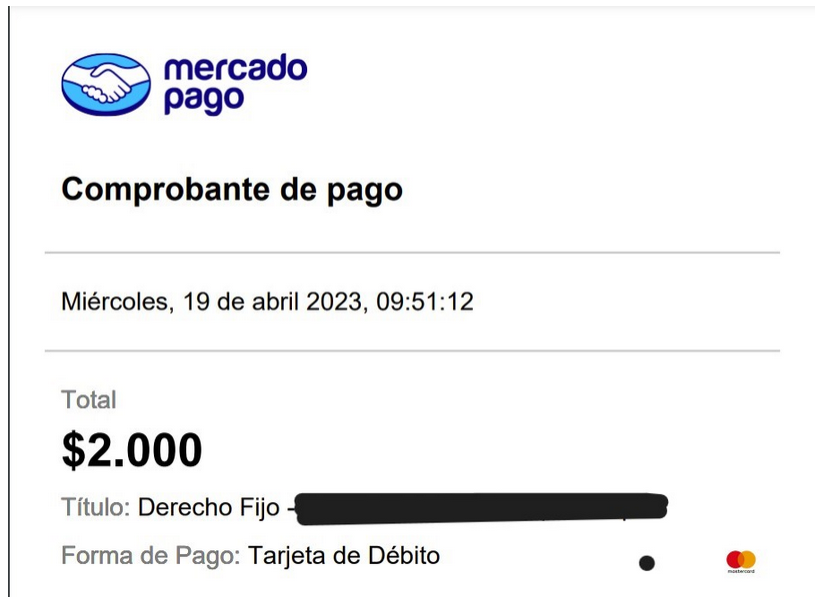 mercado
pago
Comprobante de pago
Miércoles, 19 de abril 2023, 09:51:12
Total
$2.000
Título: Derecho Fijo -
Forma de Pago: Tarjeta de Débito
mastercard